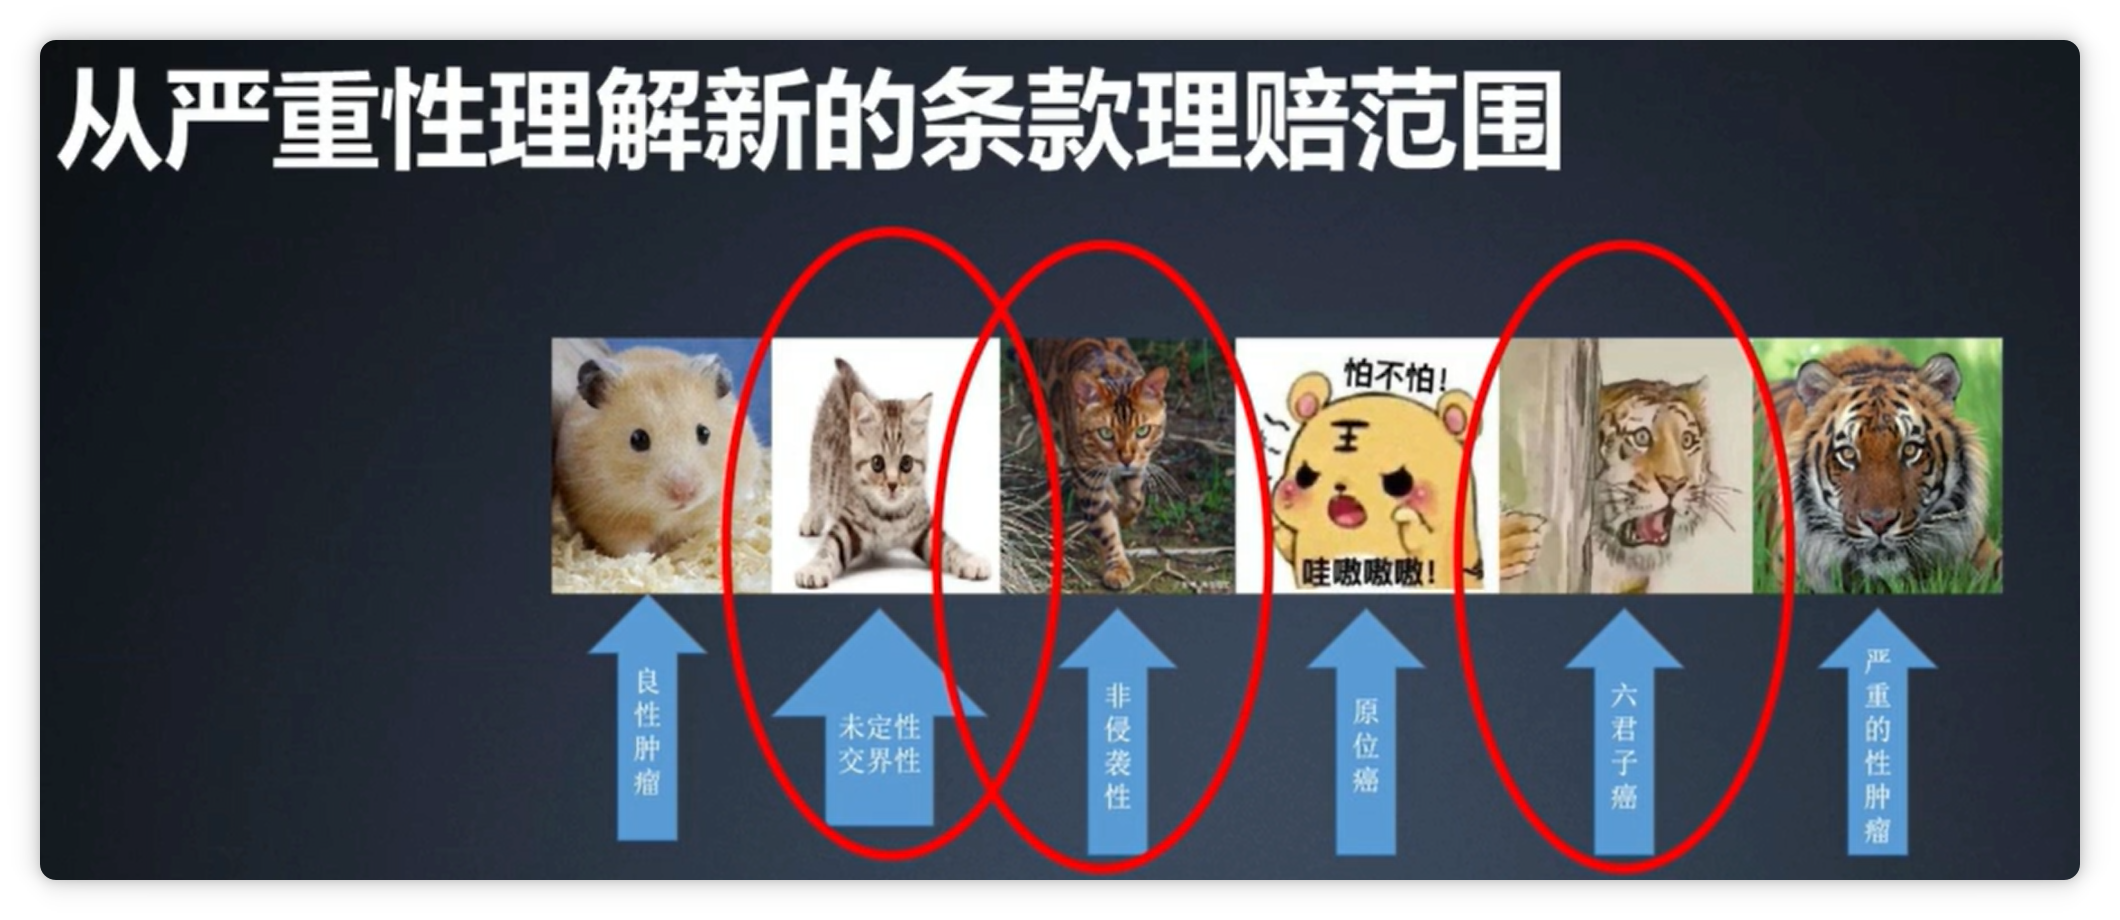 从严重性理解新的条款理赔范围
怕不怕!
哇嗷嗷嗷!
良性肿瘤
未定性
交界性
非侵袭性
原位癌
六君子癌
严重的性肿瘤